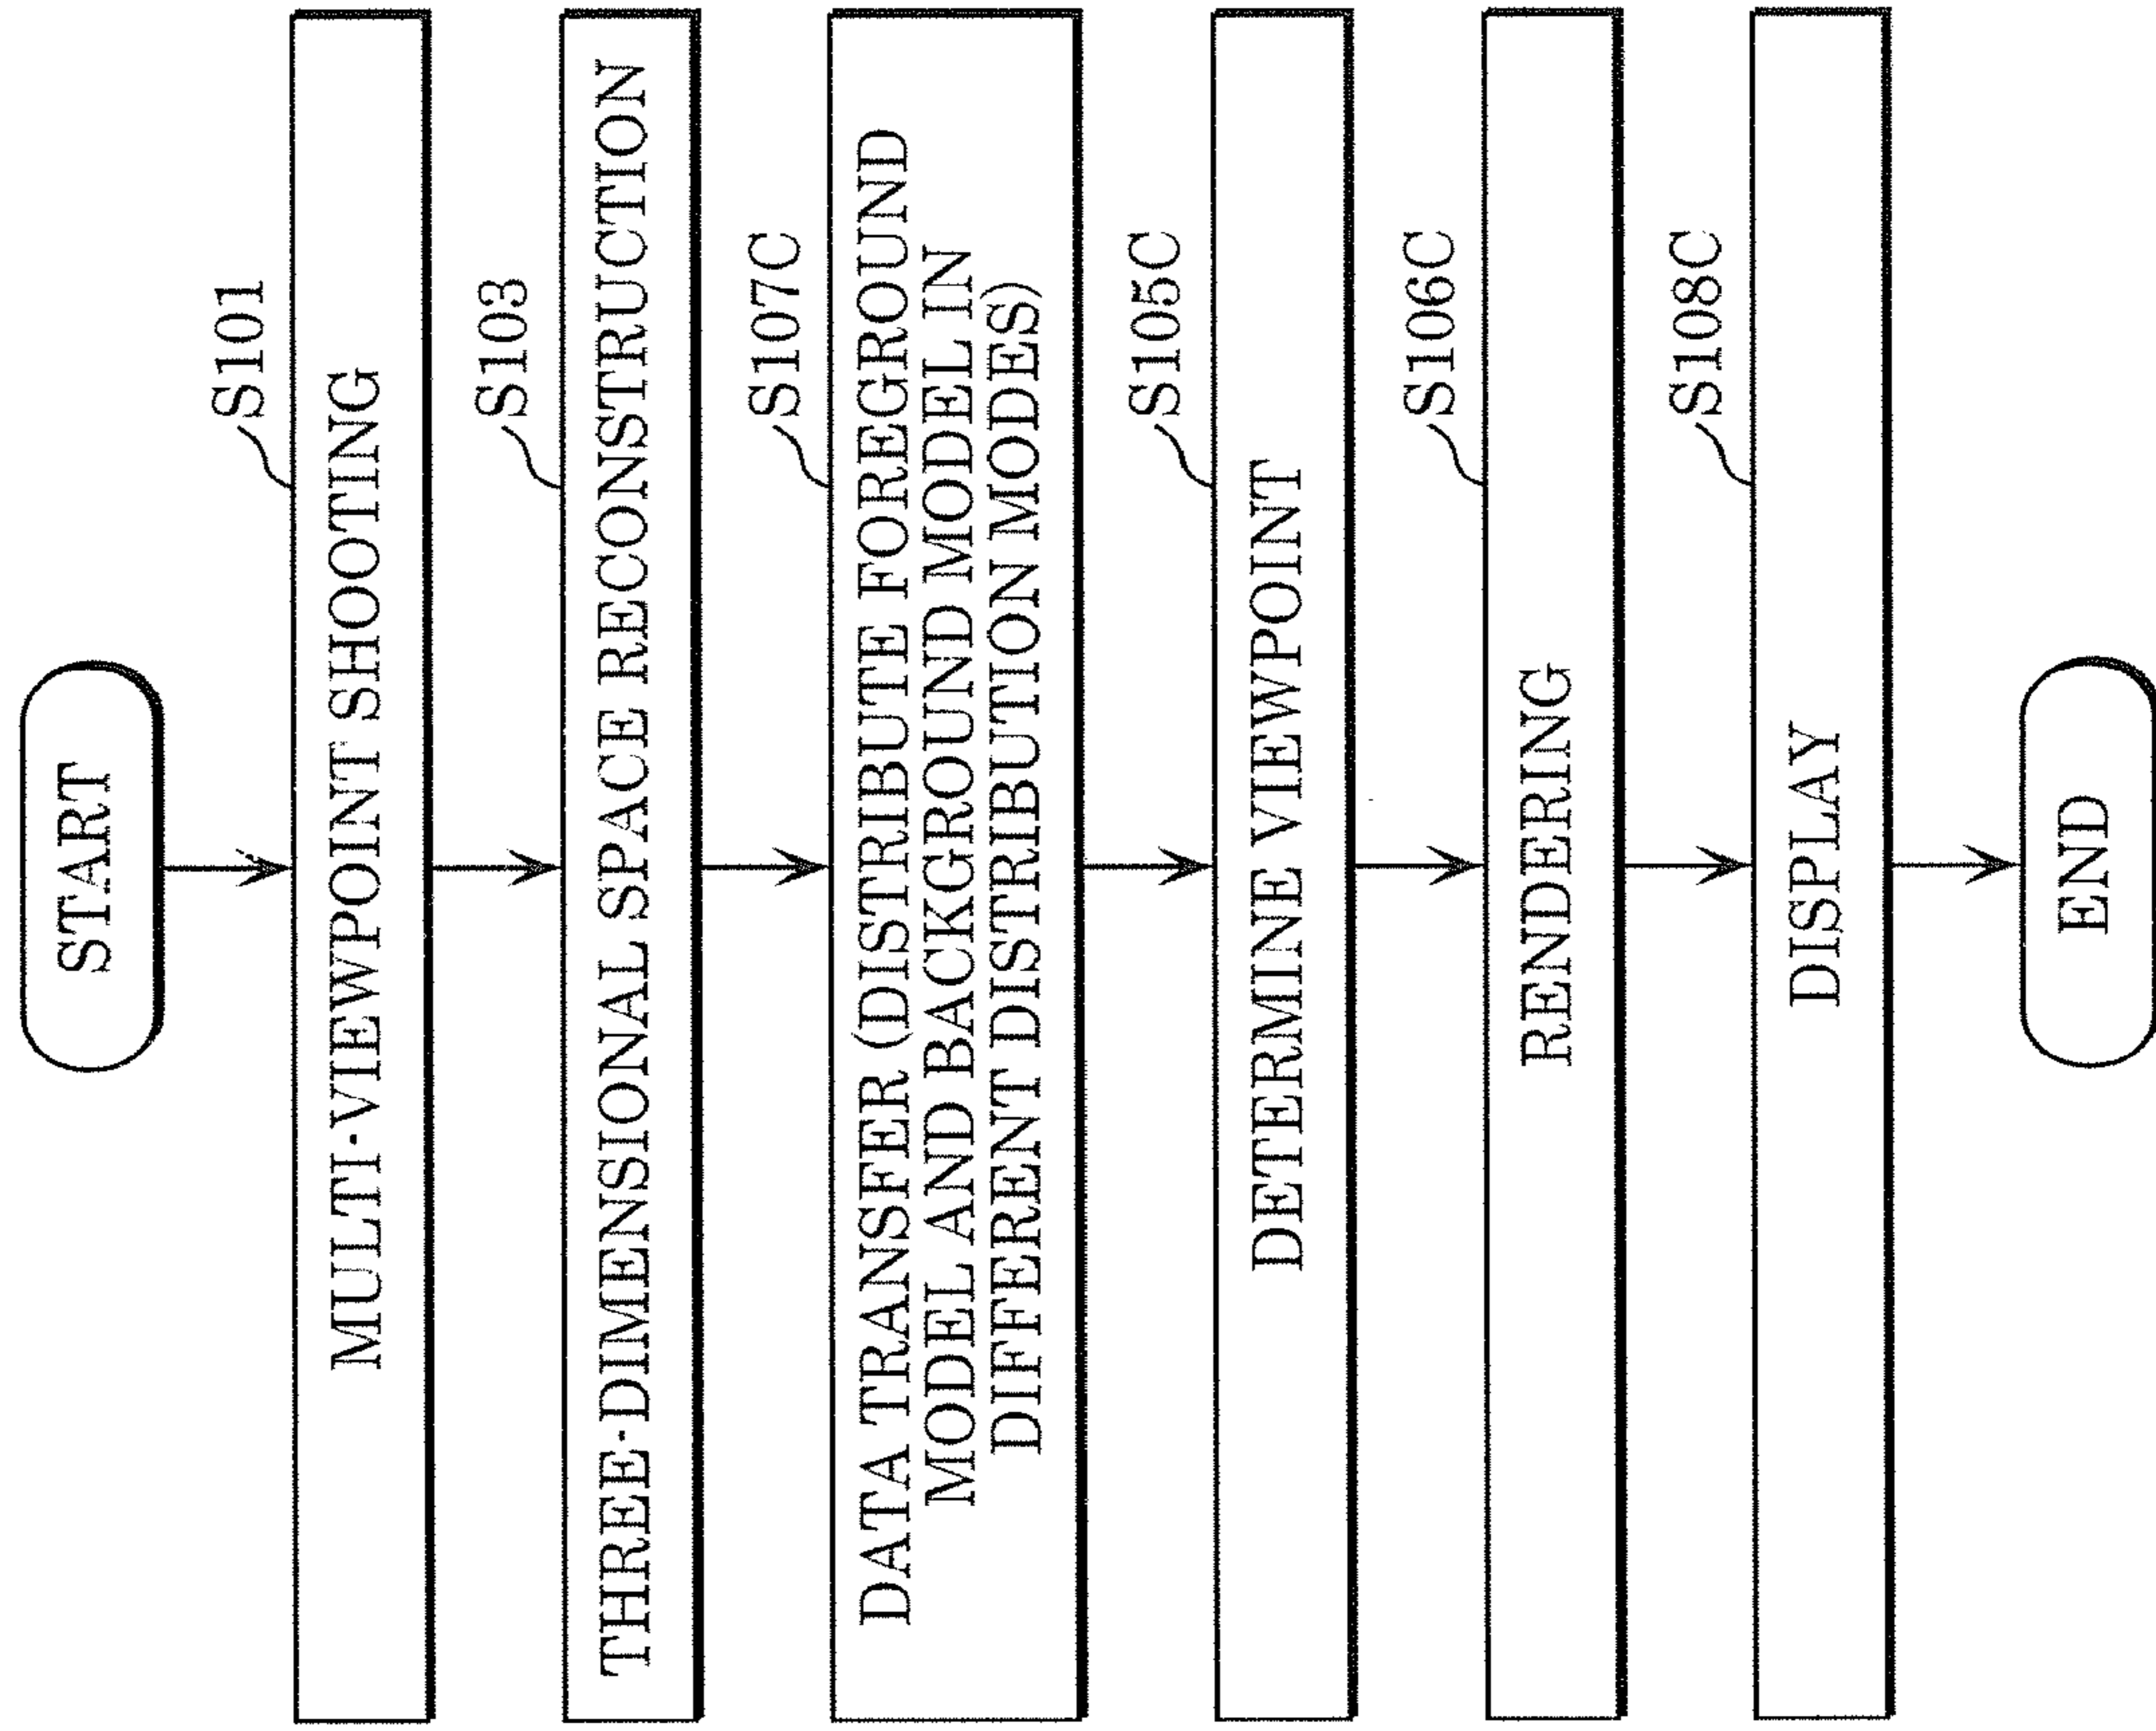 START
S101
MULTI-VIEWPOINT SHOOTING
S103
THREE-DIMENSIONAL SPACE RECONSTRUCTION
S107C
DATA TRANSFER (DISTRIBUTE FOREGROUND
MODEL AND BACKGROUND MODEL IN
DIFFERENT DISTRIBUTION MODES)
S105C
DETERMINE VIEWPOINT
S106C
RENDERING
S108C
DISPLAY
END